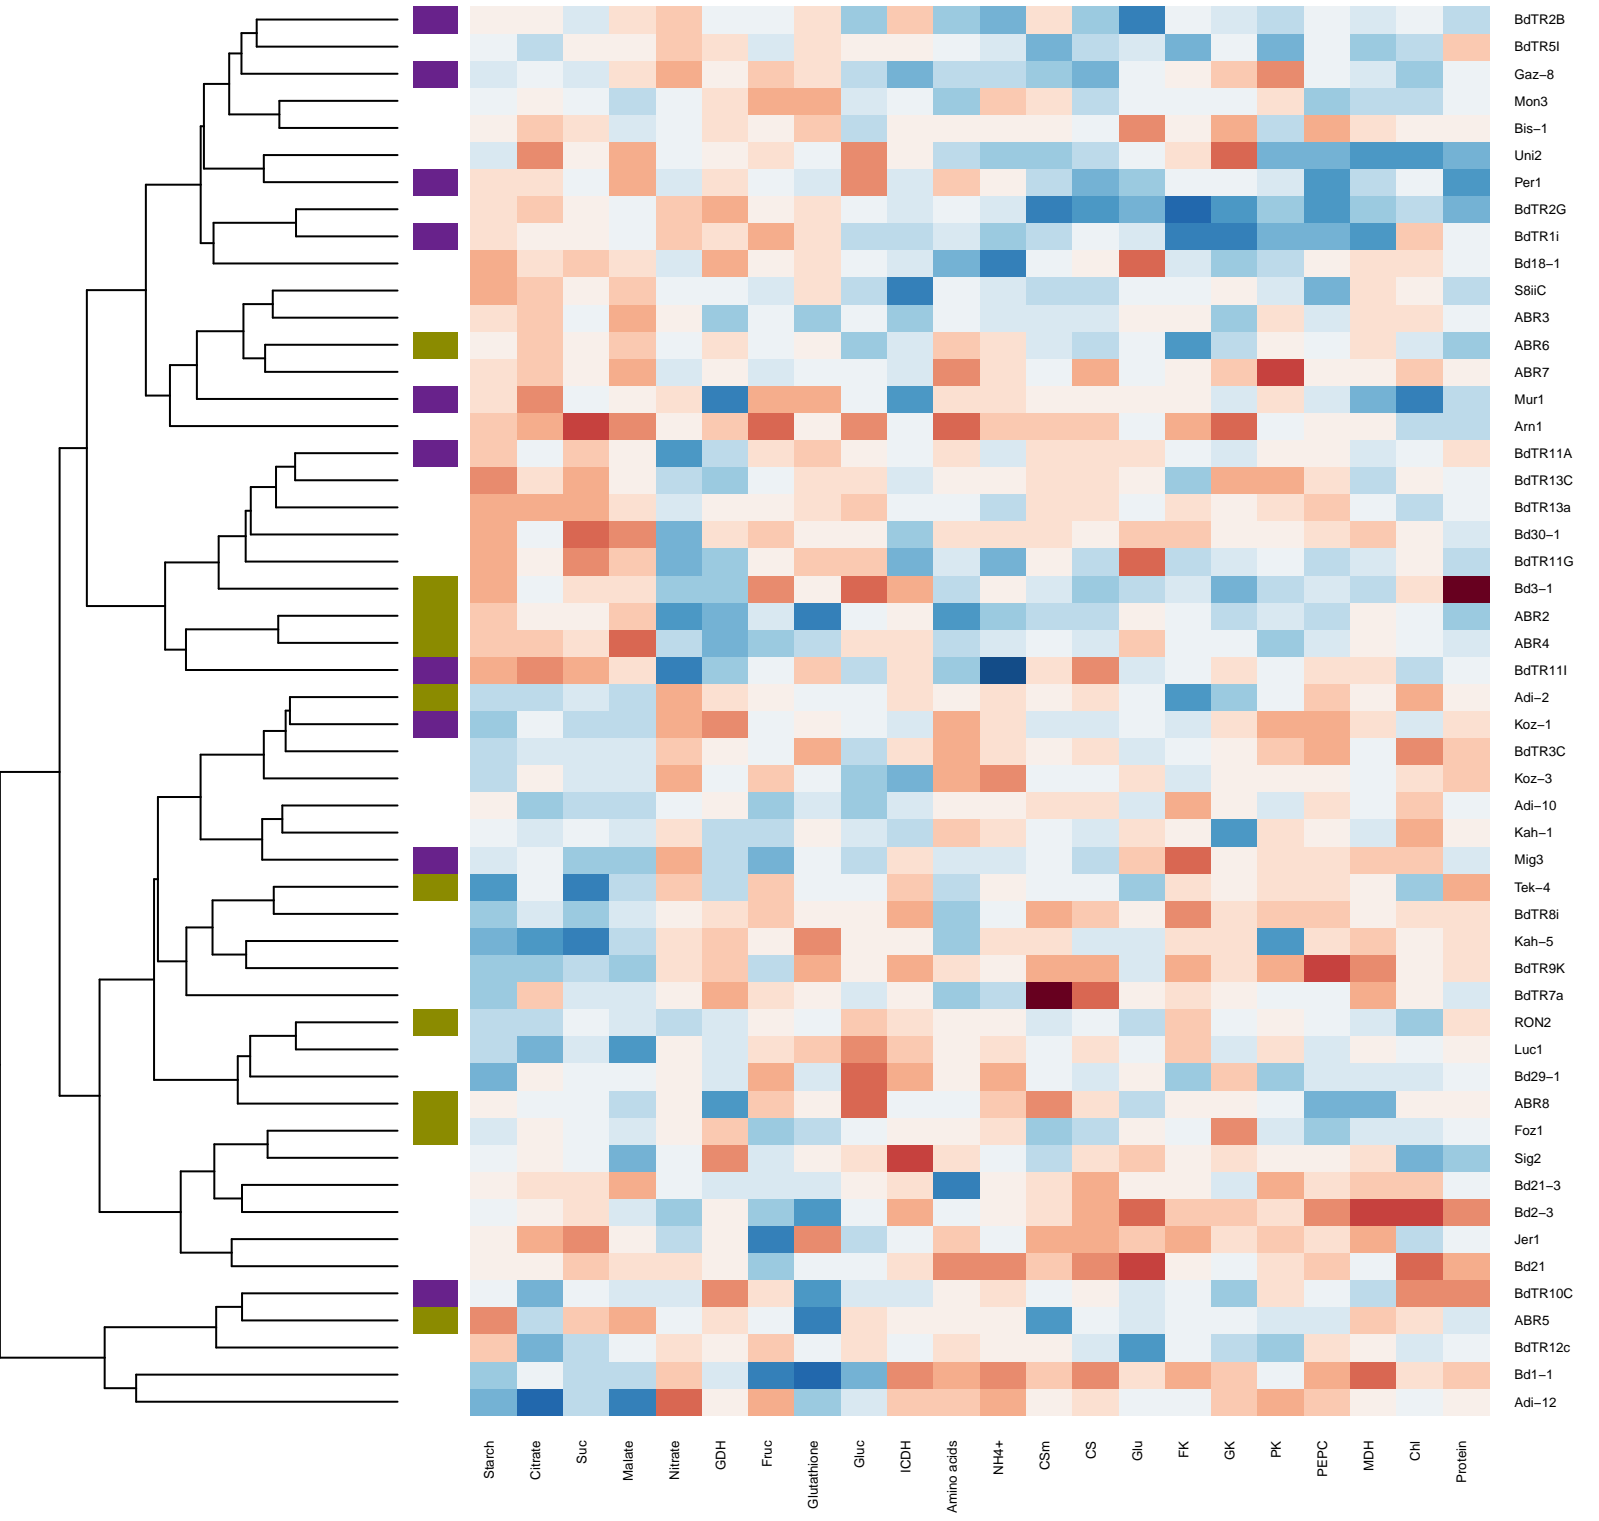 BdTR2B
BdTR5I
Gaz−8
Mon3
Bis−1
Uni2
Per1
BdTR2G
BdTR1i
Bd18−1
S8iiC
ABR3
ABR6
ABR7
Mur1
Arn1
BdTR11A
BdTR13C
BdTR13a
Bd30−1
BdTR11G
Bd3−1
ABR2
ABR4
BdTR11I
Adi−2
Koz−1
BdTR3C
Koz−3
Adi−10
Kah−1
Mig3
Tek−4
BdTR8i
Kah−5
BdTR9K
BdTR7a
RON2
Luc1
Bd29−1
ABR8
Foz1
Sig2
Bd21−3
Bd2−3
Jer1
Bd21
BdTR10C
ABR5
BdTR12c
Bd1−1
Adi−12
Starch
Citrate
Suc
Malate
Nitrate
GDH
Fruc
Glutathione
Gluc
ICDH
Amino acids
NH4+
CSm
CS
Glu
FK
GK
PK
PEPC
MDH
Chl
Protein